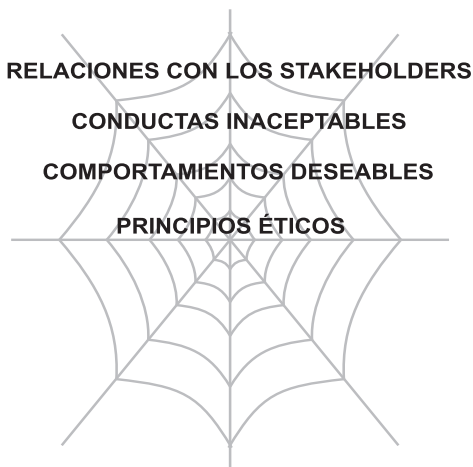 RELACIONES CON LOS STAKEHOLDERS
CONDUCTAS INACEPTABLES
COMPORTAMIENTOS DESEABLES
PRINCIPIOS ÉTICOS